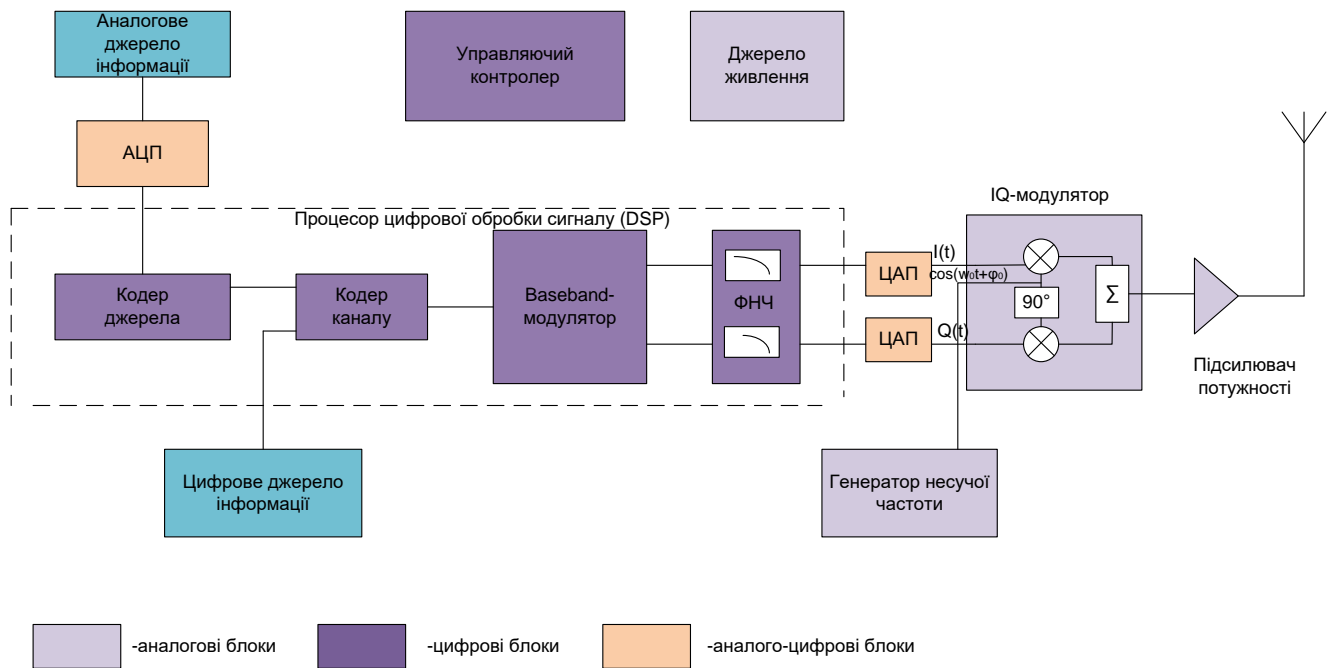 Аналогове
джерело
інформації
Управляючий
контролер
Джерело
живлення
АЦП
IQ-модулятор
Процесор цифрової обробки сигналу (DSP)
Кодер
джерела
Кодер
каналу
Baseband-
модулятор
ФНЧ
ЦАП
ЦАП
I(t)
cos(w₀t+φ₀)
Q(t)
90°
Σ
Підсилювач
потужності
Цифрове джерело
інформації
Генератор несучої
частоти
-аналогові блоки
-цифрові блоки
-аналого-цифрові блоки